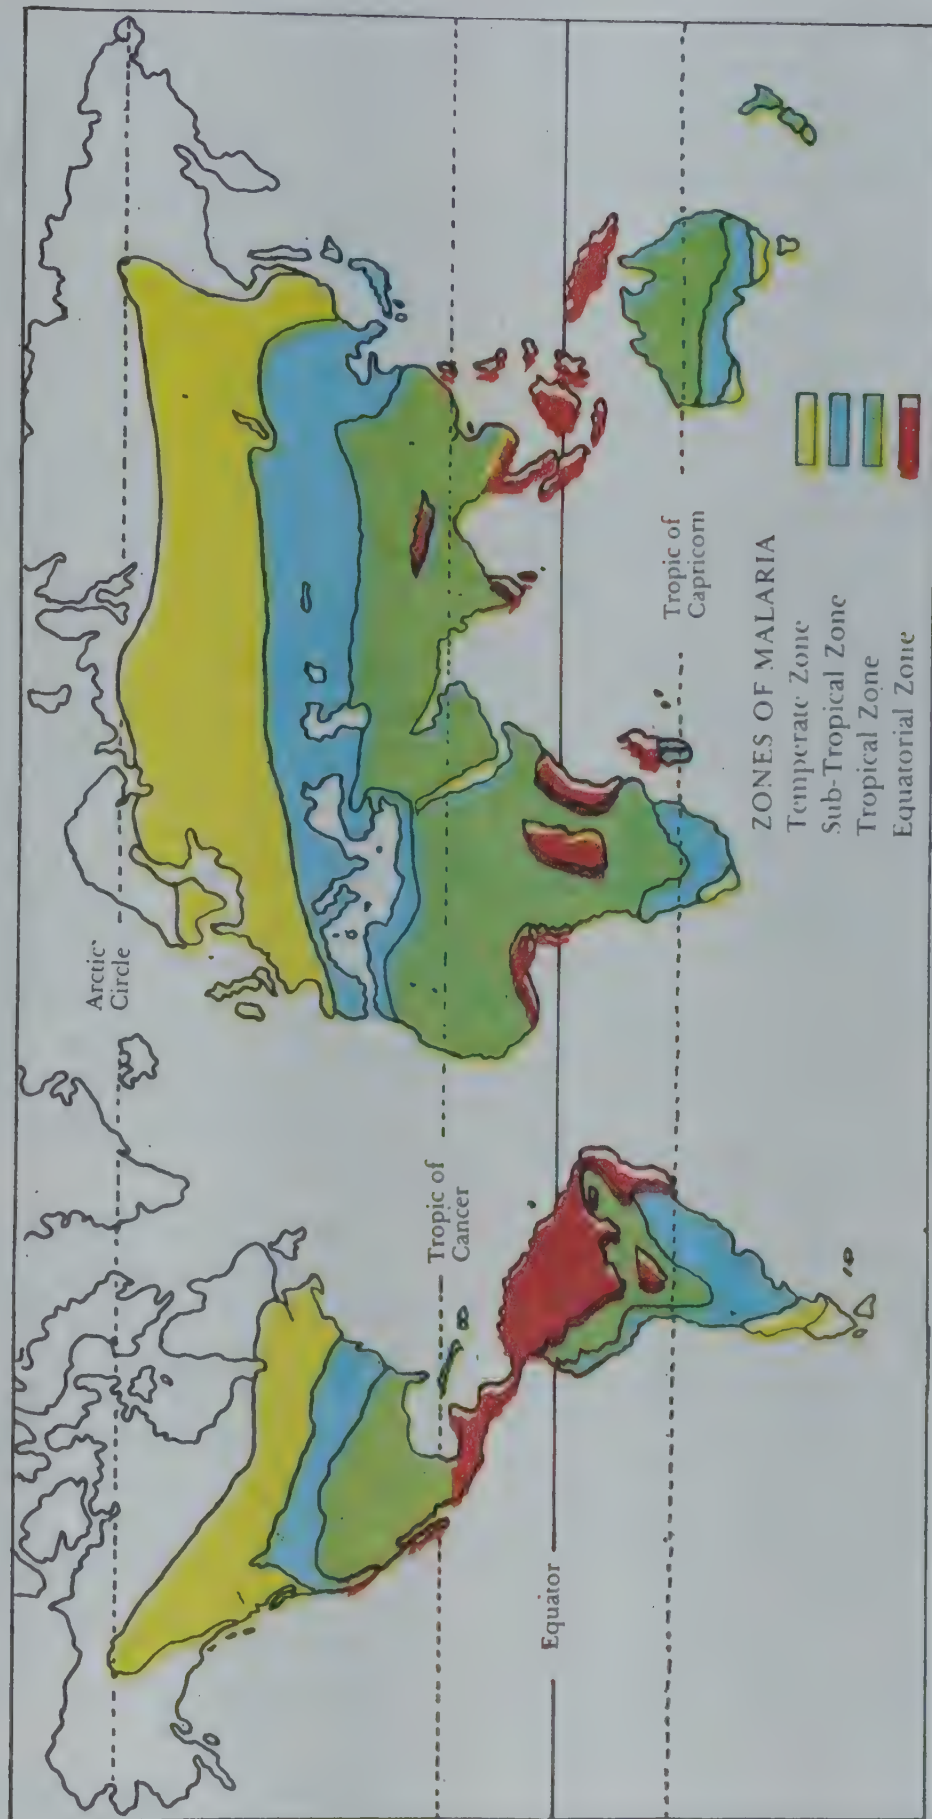 Arctic
Circle
Tropic of
Cancer
Equator
Tropic of
Capricorn
ZONES OF MALARIA
Temperate Zone
Sub-Tropical Zone
Tropical Zone
Equatorial Zone